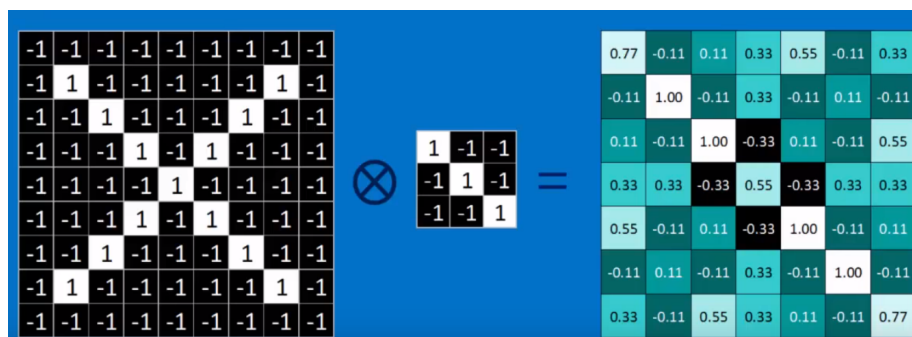 -1 -1 -1 -1 -1 -1 -1 -1 -1
-1 1 -1 -1 -1 -1 -1 1 -1
-1 -1 1 -1 -1 -1 1 -1 -1
-1 -1 -1 1 -1 1 -1 -1 -1
-1 -1 -1 -1 1 -1 -1 -1 -1
-1 -1 -1 1 -1 1 -1 -1 -1
-1 -1 1 -1 -1 -1 1 -1 -1
-1 1 -1 -1 -1 -1 -1 1 -1
-1 -1 -1 -1 -1 -1 -1 -1 -1
⊗
1 -1 -1
-1 1 -1
-1 -1 1
=
0.77 -0.11 0.11 0.33 0.55 -0.11 0.33
-0.11 1.00 -0.11 0.33 -0.11 0.11 -0.11
0.11 -0.11 1.00 -0.33 0.11 -0.11 0.55
0.33 0.33 -0.33 0.55 -0.33 0.33 0.33
0.55 -0.11 0.11 -0.33 1.00 -0.11 0.11
-0.11 0.11 -0.11 0.33 -0.11 1.00 -0.11
0.33 -0.11 0.55 0.33 0.11 -0.11 0.77